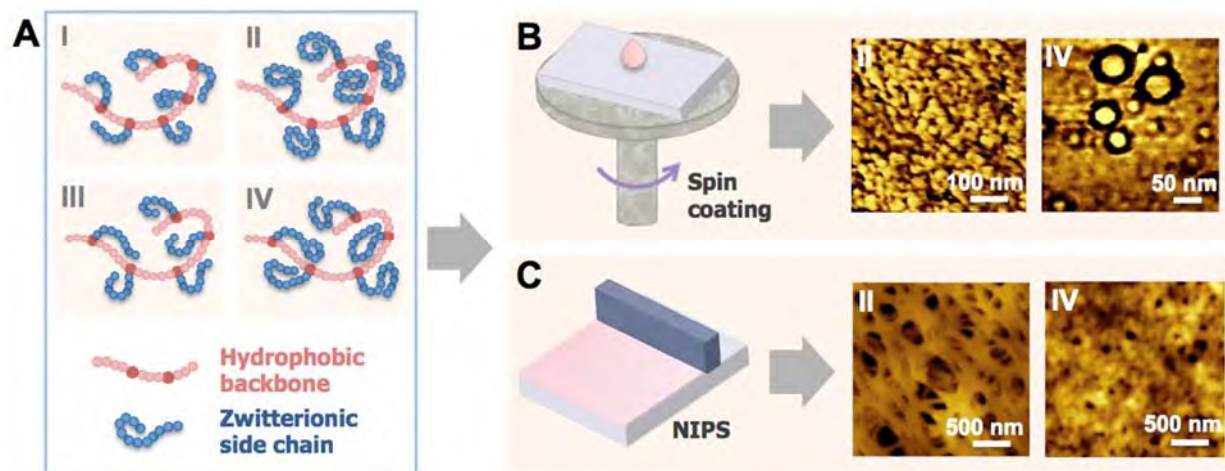 A
I
II
III
IV
Hydrophobic
backbone
Zwitterionic
side chain
B
Spin
coating
II
100 nm
IV
50 nm
C
NIPS
II
500 nm
IV
500 nm